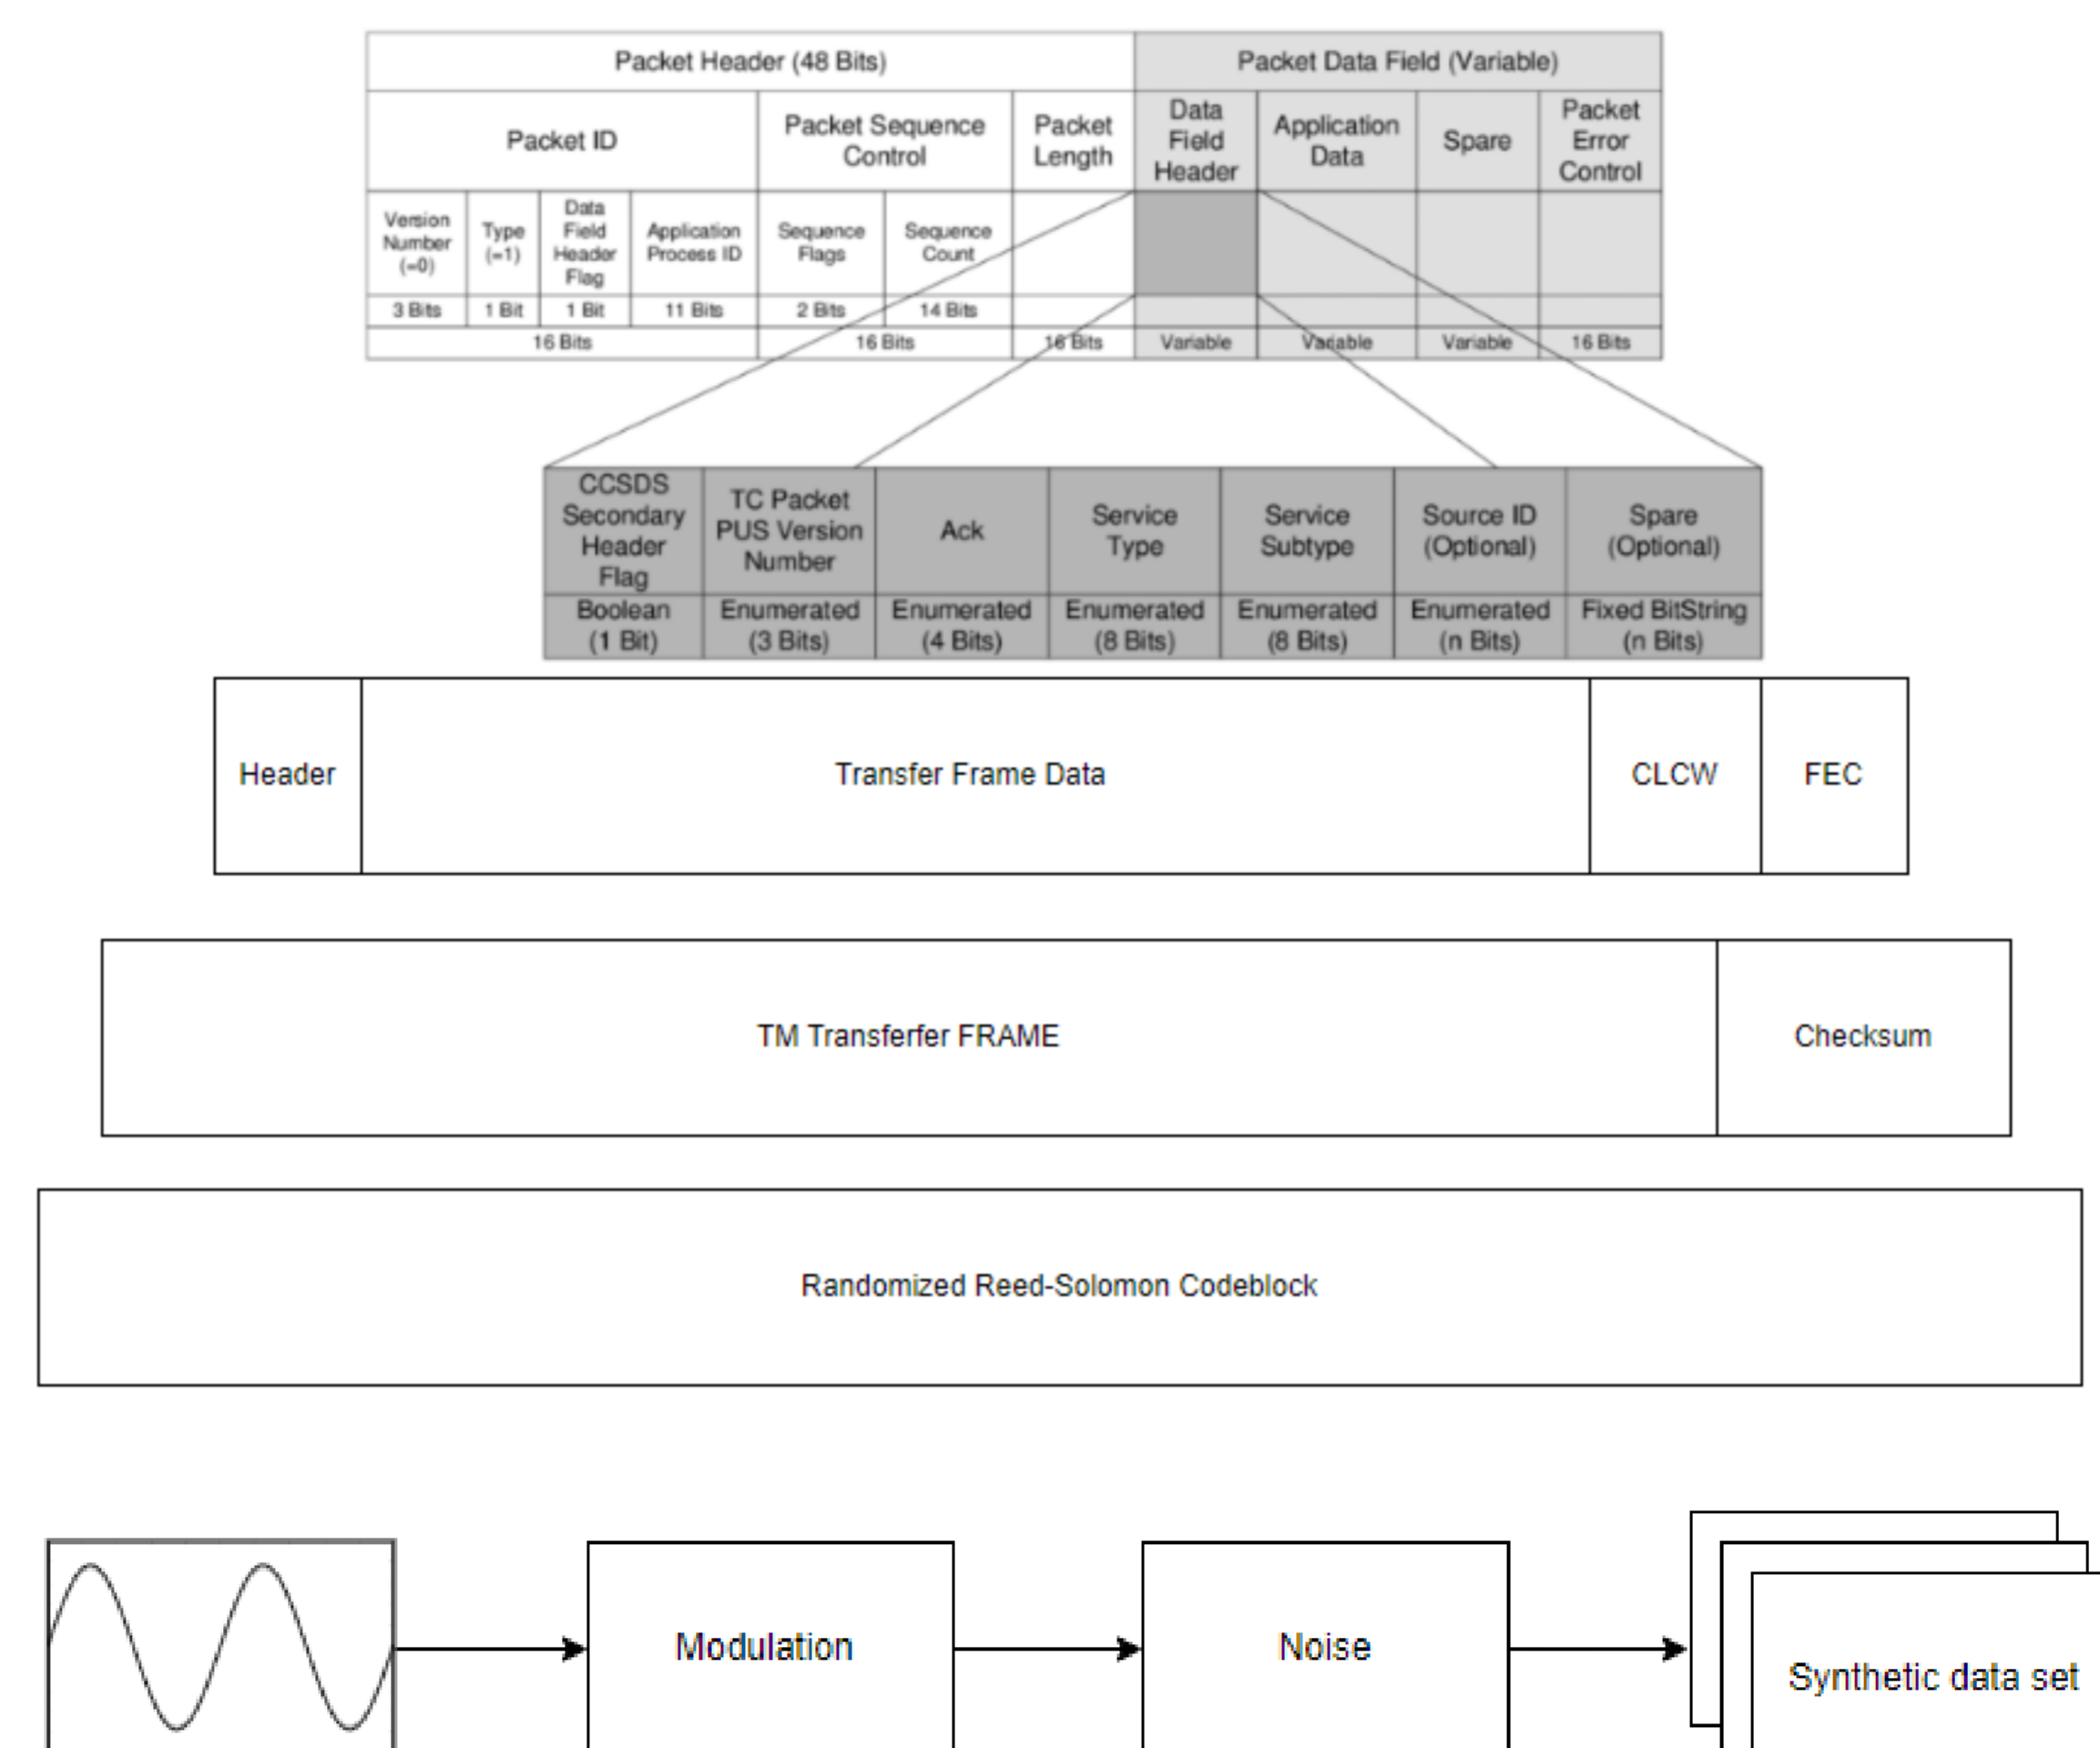 Packet Header (48 Bits)
Packet Data Field (Variable)
Packet ID
Packet Sequence
Control
Packet
Length
Data
Field
Header
Application
Data
Spare
Packet
Error
Control
Version
Number
(=0)
Type
(=1)
Data
Field
Header
Flag
Application
Process ID
Sequence
Flags
Sequence
Count
3 Bits
1 Bit
1 Bit
11 Bits
2 Bits
14 Bits
16 Bits
16 Bits
16 Bits
Variable
Variable
Variable
16 Bits
CCSDS
Secondary
Header
Flag
TC Packet
PUS Version
Number
Ack
Service
Type
Service
Subtype
Source ID
(Optional)
Spare
(Optional)
Boolean
(1 Bit)
Enumerated
(3 Bits)
Enumerated
(4 Bits)
Enumerated
(8 Bits)
Enumerated
(8 Bits)
Enumerated
(n Bits)
Fixed BitString
(n Bits)
Header
Transfer Frame Data
CLCW
FEC
TM Transferfer FRAME
Checksum
Randomized Reed-Solomon Codeblock
Modulation
Noise
Synthetic data set